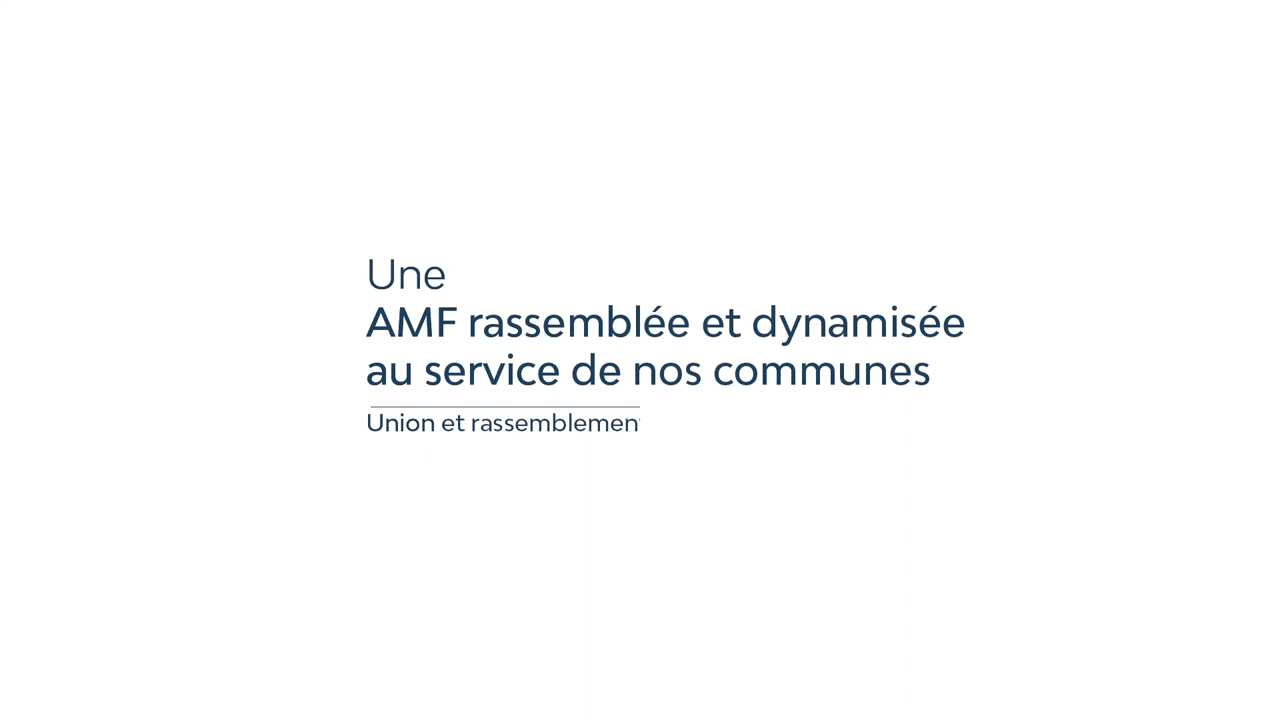 Une
AMF rassemblée et dynamisée
au service de nos communes
Union et rassemblemen